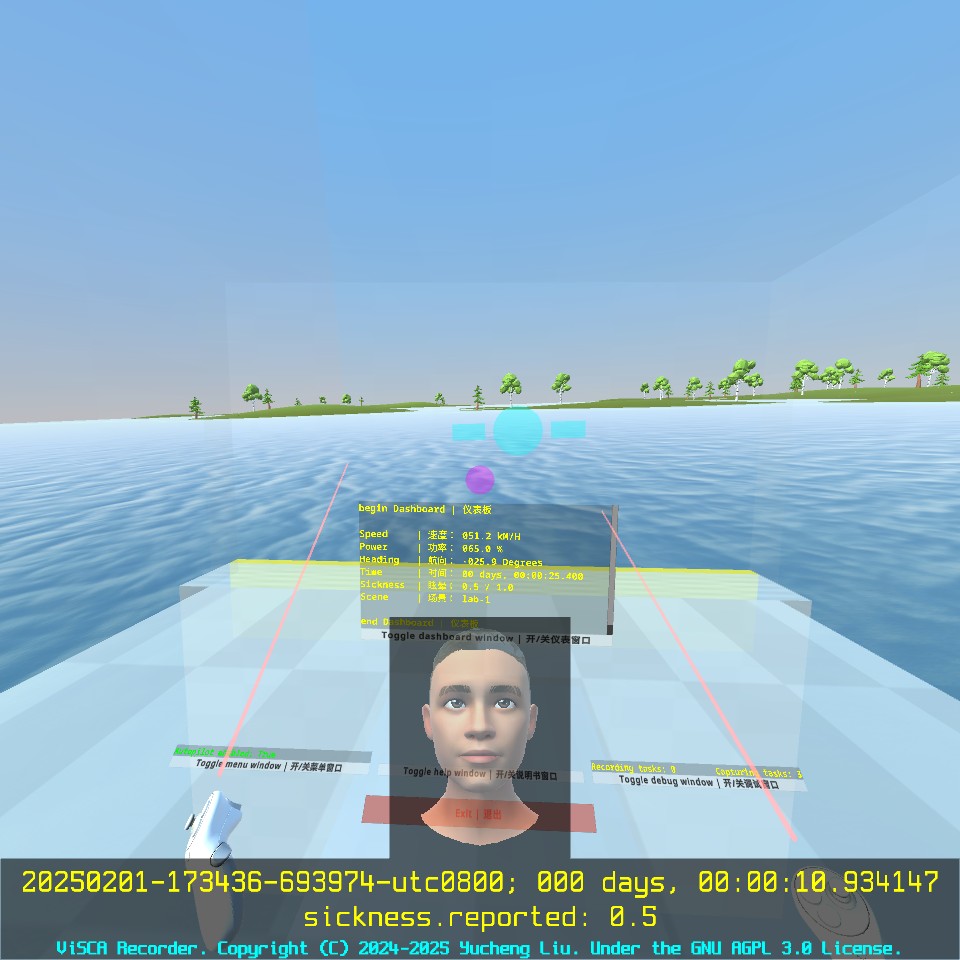 begin Dashboard | 仪表板
Speed | 速度： 051.2 kM/H
Power | 功率： 065.0 %
Heading | 航向： -025.9 Degrees
Time | 时间： 00 days, 00:00:25.400
Sickness | 眩晕： 0.5 / 1.0
Scene | 场景： lab-1
end Dashboard | 仪表板
Toggle dashboard window | 开/关仪表窗口
Toggle menu window | 开/关菜单窗口
Toggle help window | 开/关说明书窗口
Recording tasks: 0 Capturing tasks: 3
Toggle debug window | 开/关调试窗口
Exit | 退出
20250201-173436-693974-utc0800; 000 days, 00:00:10.934147
sickness.reported: 0.5
ViSCA Recorder. Copyright (C) 2024-2025 Yucheng Liu. Under the GNU AGPL 3.0 License.